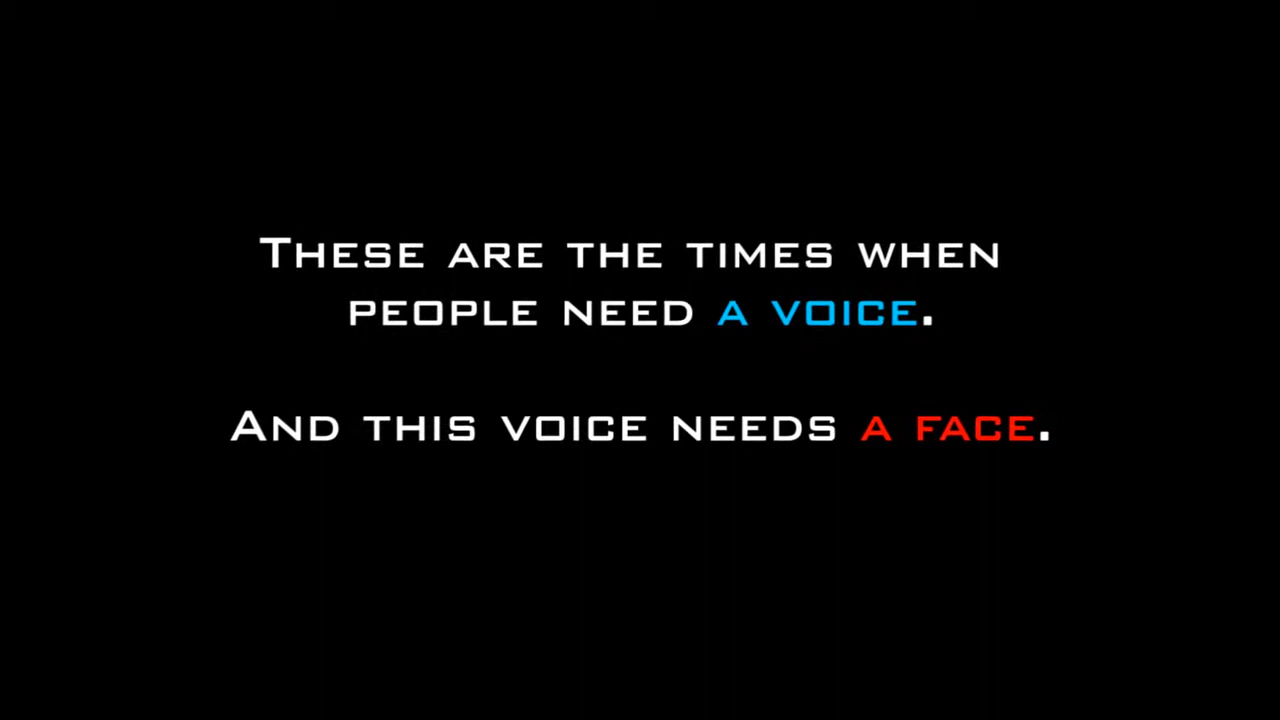 These are the times when
people need a voice.
And this voice needs a face.